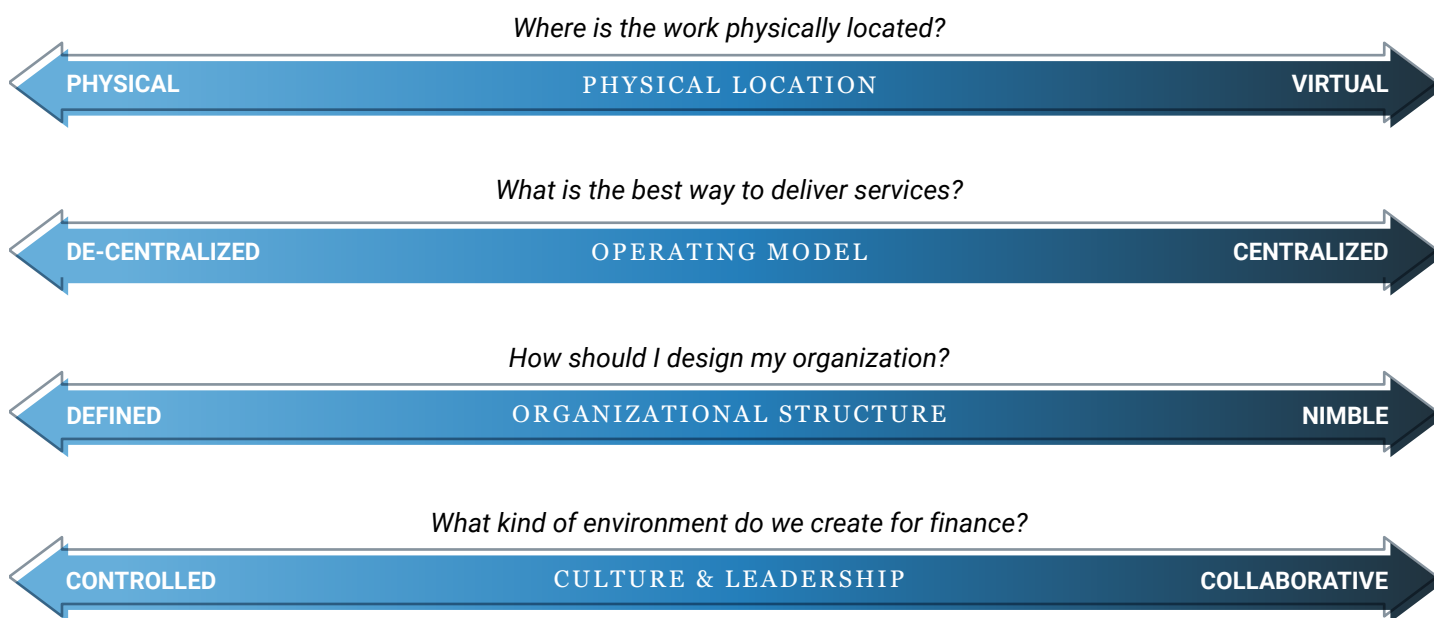 Where is the work physically located?
PHYSICAL PHYSICAL LOCATION VIRTUAL
What is the best way to deliver services?
DE-CENTRALIZED OPERATING MODEL CENTRALIZED
How should I design my organization?
DEFINED ORGANIZATIONAL STRUCTURE NIMBLE
What kind of environment do we create for finance?
CONTROLLED CULTURE & LEADERSHIP COLLABORATIVE